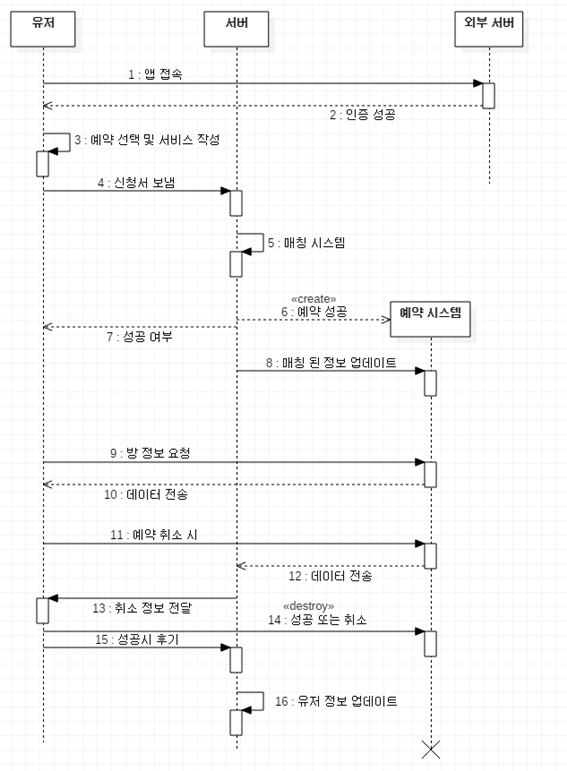 유저
서버
외부 서버
1 : 앱 접속
2 : 인증 성공
3 : 예약 선택 및 서비스 작성
4 : 신청서 보냄
5 : 매칭 시스템
«create»
6 : 예약 성공
예약 시스템
7 : 성공 여부
8 : 매칭 된 정보 업데이트
9 : 방 정보 요청
10 : 데이터 전송
11 : 예약 취소 시
12 : 데이터 전송
13 : 취소 정보 전달
«destroy»
14 : 성공 또는 취소
15 : 성공시 후기
16 : 유저 정보 업데이트